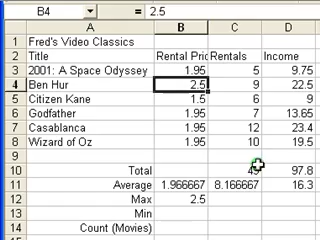 B4 = 2.5
A B C D
1 Fred's Video Classics
2 Title Rental Pric Rentals Income
3 2001: A Space Odyssey 1.95 5 9.75
4 Ben Hur 2.5 9 22.5
5 Citizen Kane 1.5 6 9
6 Godfather 1.95 7 13.65
7 Casablanca 1.95 12 23.4
8 Wizard of Oz 1.95 10 19.5
9
10 Total 97.8
11 Average 1.966667 8.166667 16.3
12 Max 2.5
13 Min
14 Count (Movies)